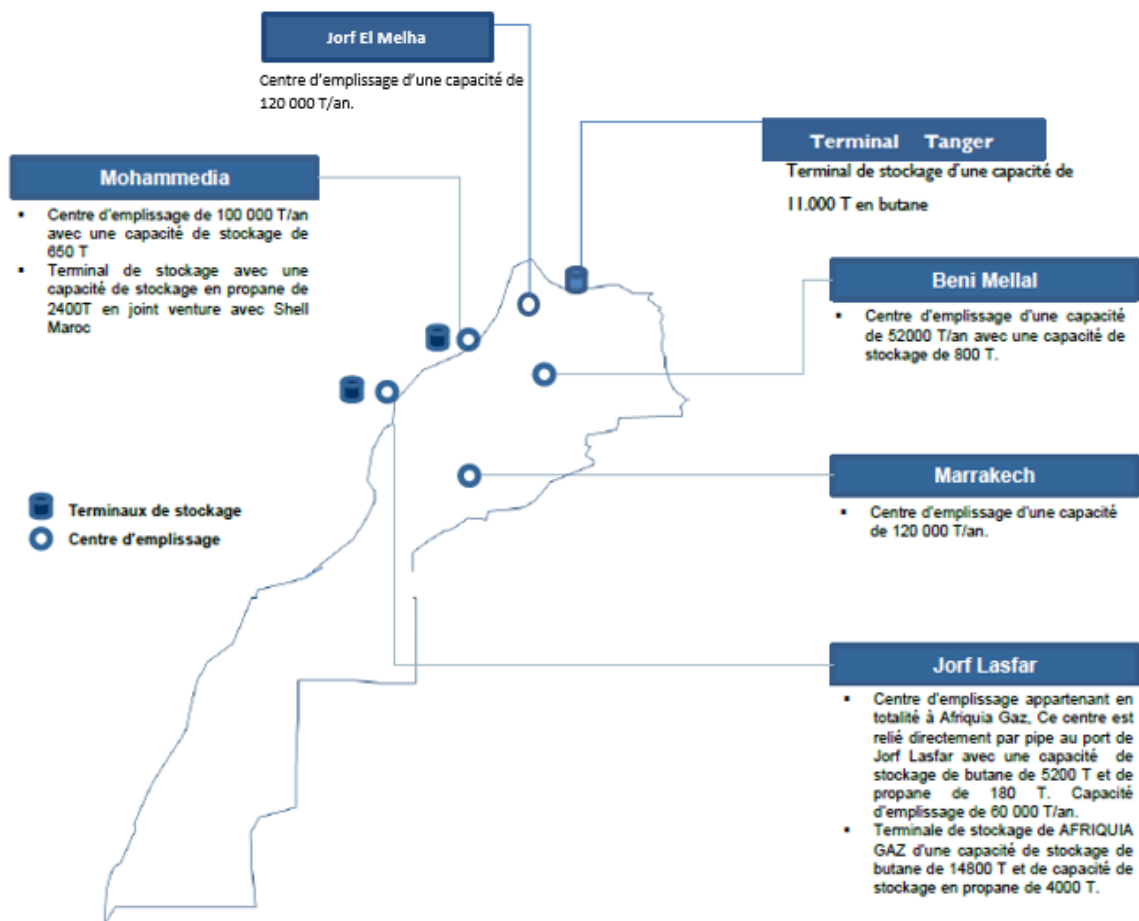 Jorf El Melha
Centre d'emplissage d'une capacité de
120 000 T/an.
Terminal Tanger
Terminal de stockage d'une capacité de
11.000 T en butane
Mohammedia
▪ Centre d'emplissage de 100 000 T/an
avec une capacité de stockage de
650 T
▪ Terminal de stockage avec une
capacité de stockage en propane de
2400T en joint venture avec Shell
Maroc
Beni Mellal
▪ Centre d'emplissage d'une capacité
de 52000 T/an avec une capacité de
stockage de 800 T.
Marrakech
▪ Centre d'emplissage d'une capacité
de 120 000 T/an.
Terminaux de stockage
Centre d'emplissage
Jorf Lasfar
▪ Centre d'emplissage appartenant en
totalité à Afriquia Gaz, Ce centre est
relié directement par pipe au port de
Jorf Lasfar avec une capacité de
stockage de butane de 5200 T et de
propane de 180 T. Capacité
d'emplissage de 60 000 T/an.
▪ Terminale de stockage de AFRIQUIA
GAZ d'une capacité de stockage de
butane de 14800 T et de capacité de
stockage en propane de 4000 T.